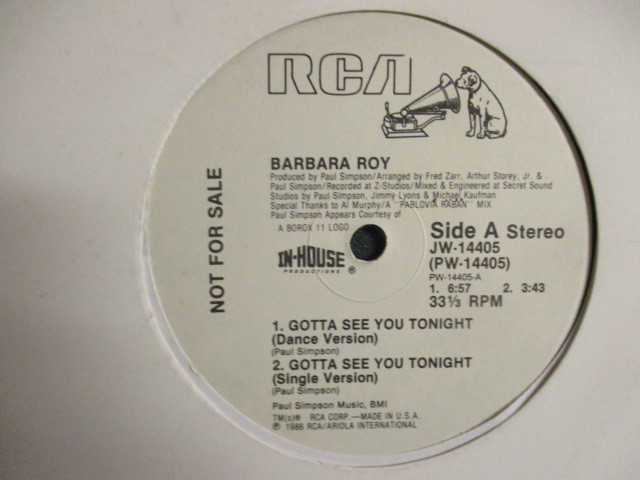 RCA
NOT FOR SALE
BARBARA ROY
Produced by Paul Simpson/Arranged by Fred Zarr, Arthur Storey, Jr. &
Paul Simpson/Recorded at Z-Studios/Mixed & Engineered at Secret Sound
Studios by Paul Simpson, Jimmy Lyons & Michael Kaufman
Special Thanks to Al Murphy/A "PABLOVIA RABAN" MIX
Paul Simpson Appears Courtesy of
A BOROX 11 LOGO
IN-HOUSE
PRODUCTIONS ®
Side A Stereo
JW-14405
(PW-14405)
PW-14405-A
1. 6:57 2. 3:43
33⅓ RPM
1. GOTTA SEE YOU TONIGHT
(Dance Version)
(Paul Simpson)
2. GOTTA SEE YOU TONIGHT
(Single Version)
(Paul Simpson)
Paul Simpson Music, BMI
TM(s)® RCA CORP.—MADE IN U.S.A.
℗ 1986 RCA/ARIOLA INTERNATIONAL